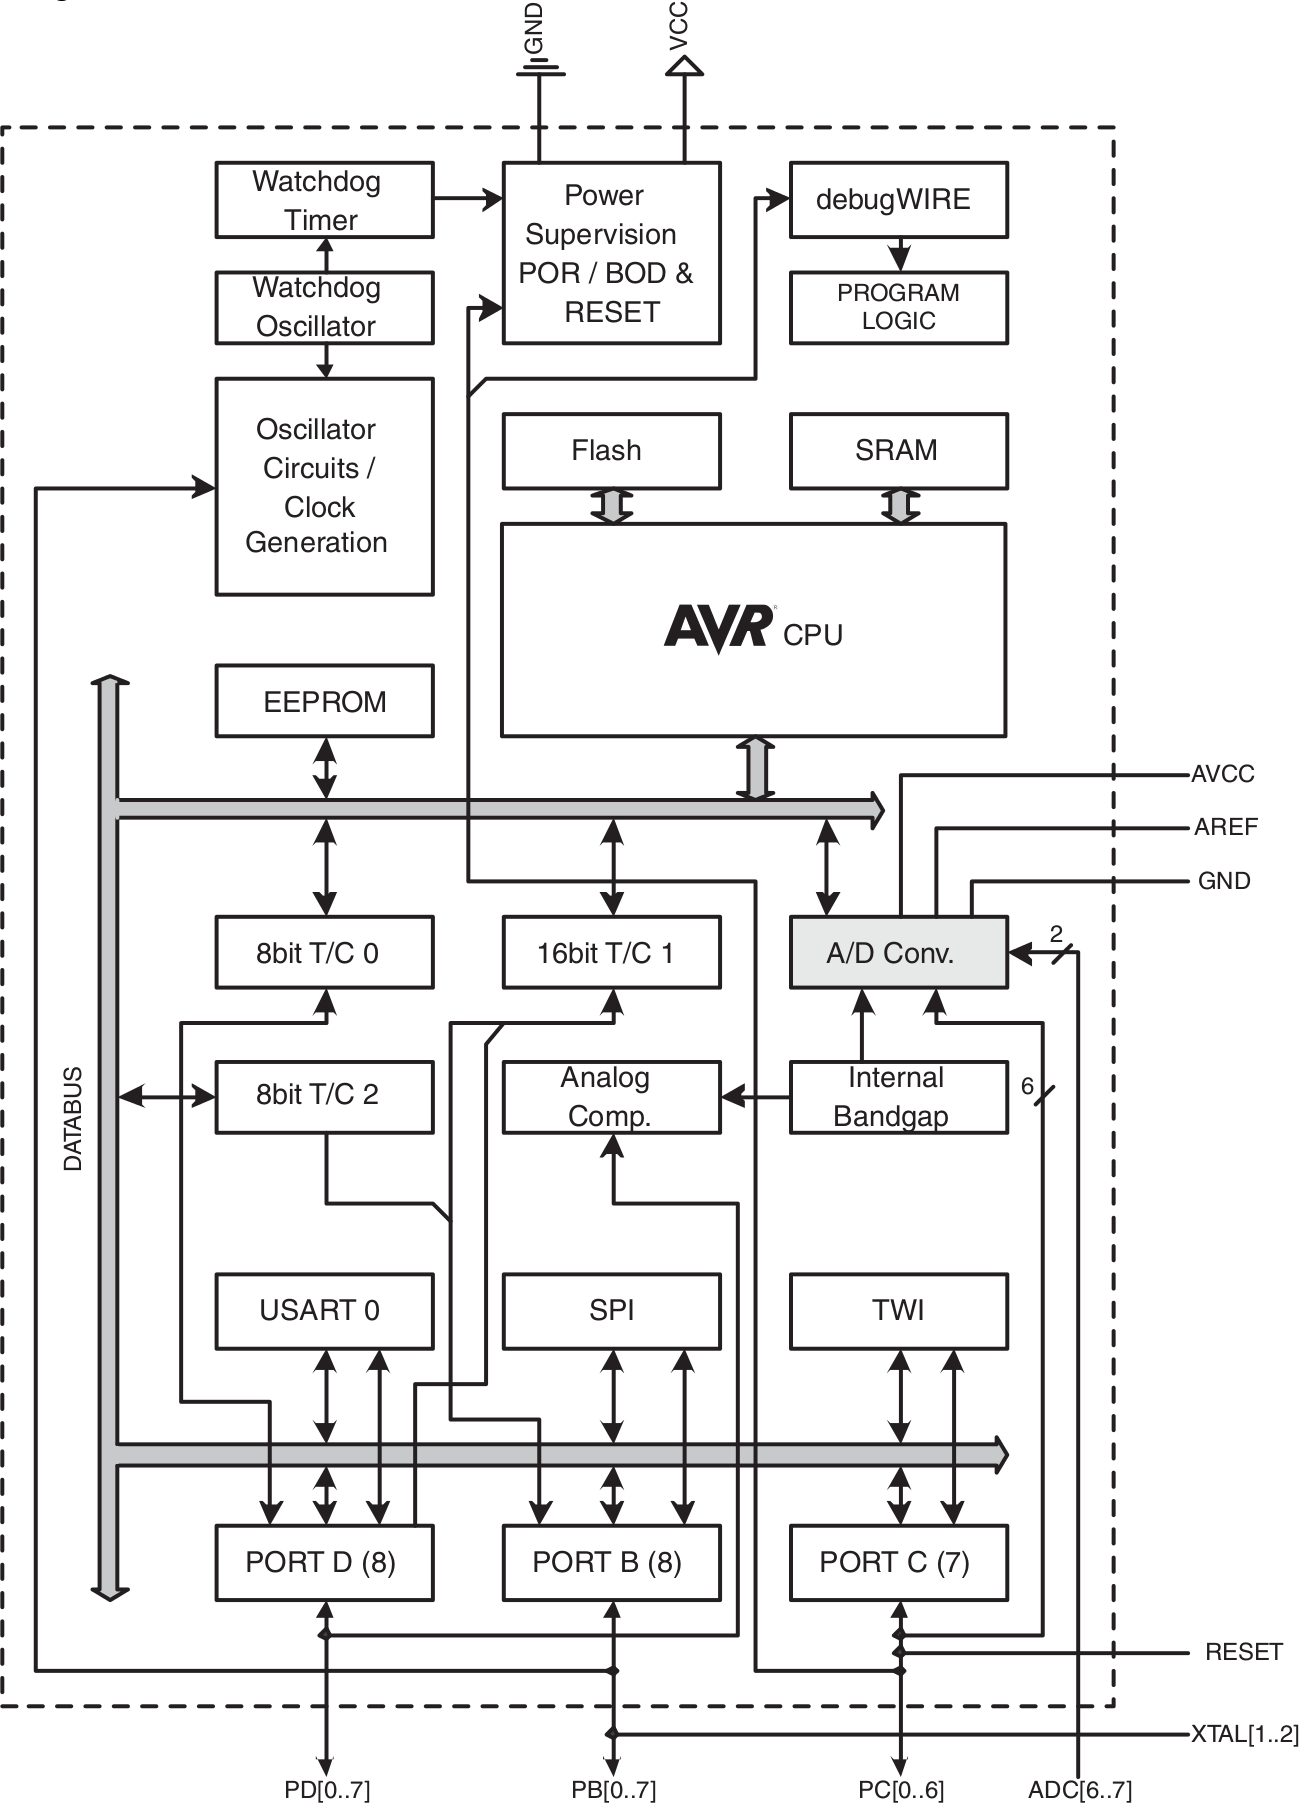 GND
VCC
Watchdog
Timer
Power
Supervision
POR / BOD &
RESET
debugWIRE
Watchdog
Oscillator
PROGRAM
LOGIC
Oscillator
Circuits /
Clock
Generation
Flash
SRAM
AVR® CPU
EEPROM
AVCC
AREF
GND
8bit T/C 0
16bit T/C 1
A/D Conv.
2
DATABUS
8bit T/C 2
Analog
Comp.
Internal
Bandgap
6
USART 0
SPI
TWI
PORT D (8)
PORT B (8)
PORT C (7)
RESET
XTAL[1..2]
PD[0..7]
PB[0..7]
PC[0..6]
ADC[6..7]